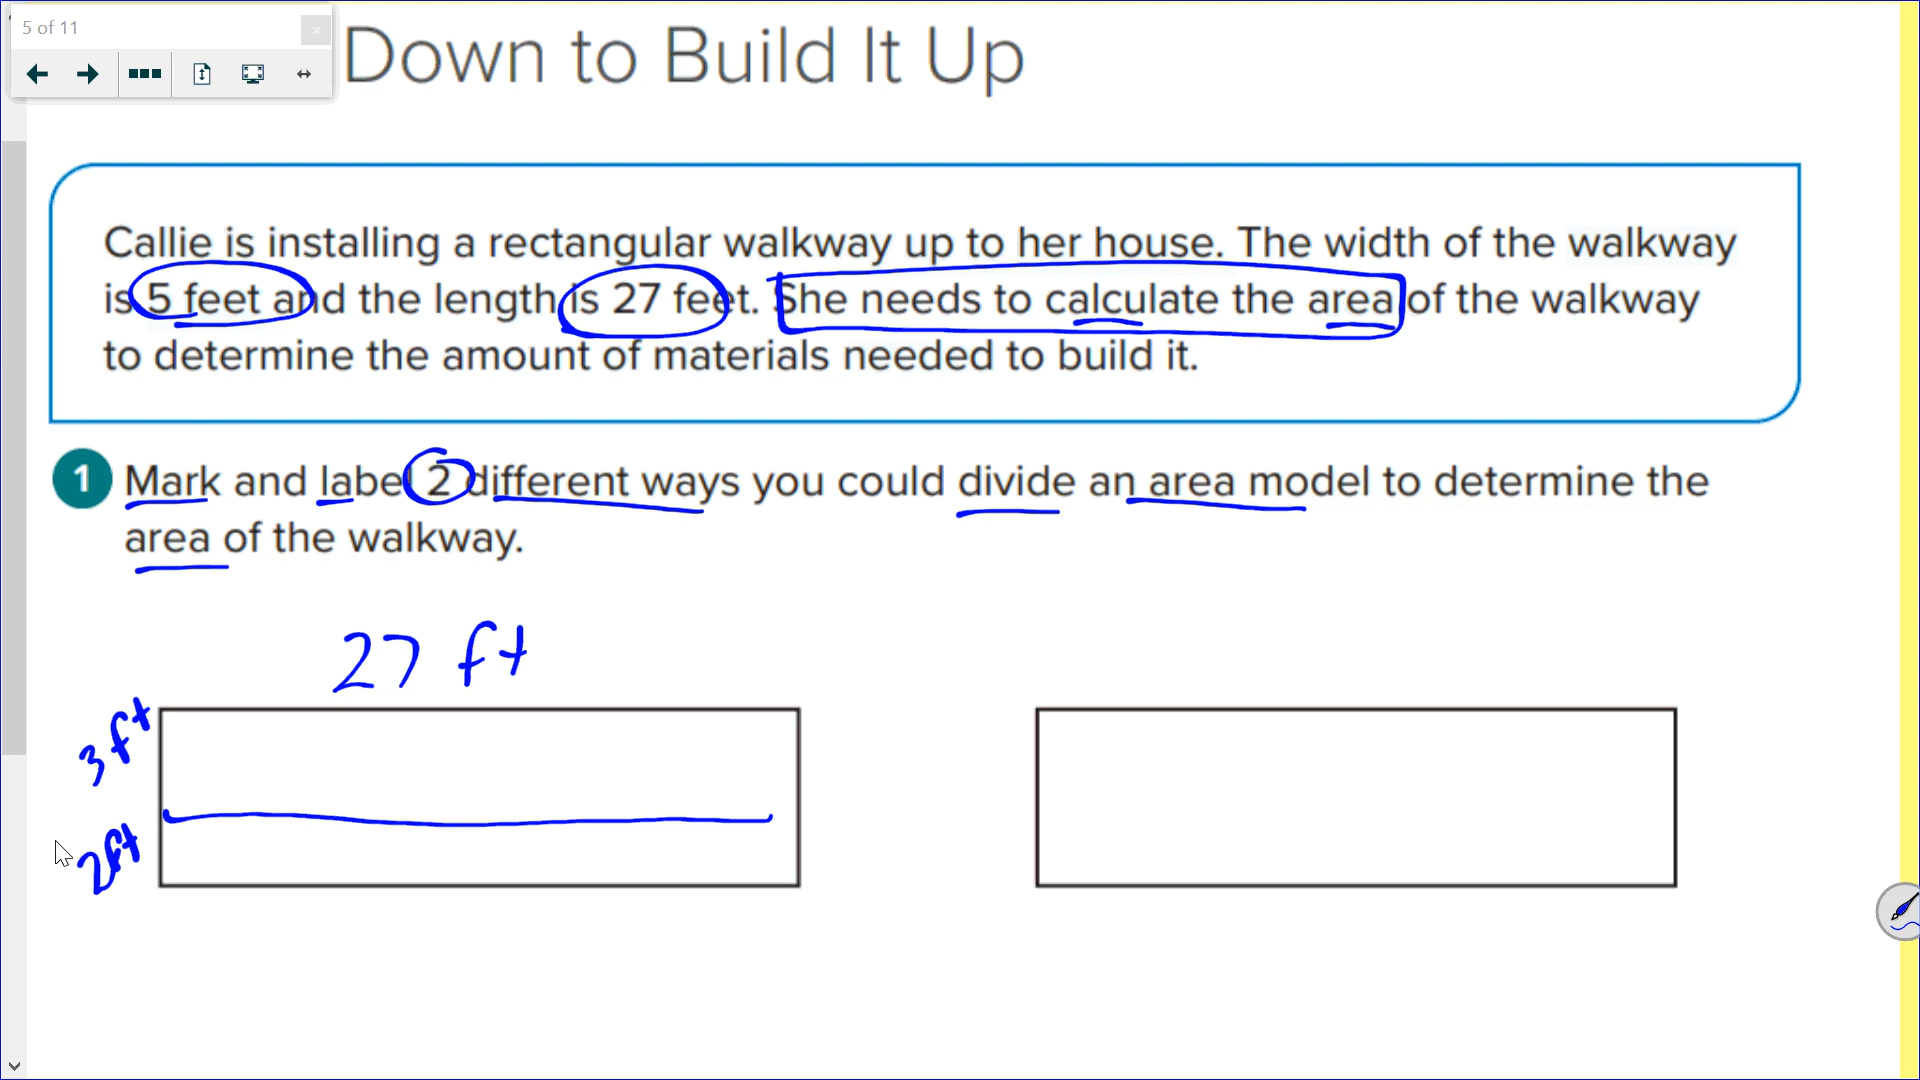 5 of 11
Down to Build It Up
Callie is installing a rectangular walkway up to her house. The width of the walkway
is 5 feet and the length is 27 feet. She needs to calculate the area of the walkway
to determine the amount of materials needed to build it.
1 Mark and label 2 different ways you could divide an area model to determine the
area of the walkway.
27 ft
3 ft
2 ft